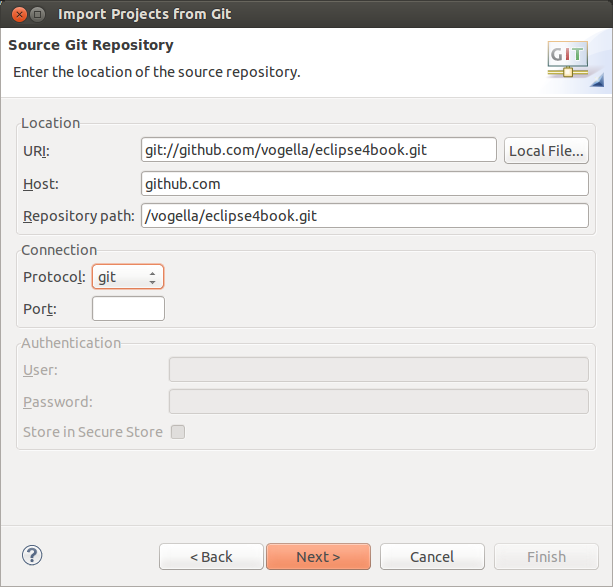 Import Projects from Git
Source Git Repository
Enter the location of the source repository.
GIT
Location
URI: git://github.com/vogella/eclipse4book.git Local File...
Host: github.com
Repository path: /vogella/eclipse4book.git
Connection
Protocol: git
Port:
Authentication
User:
Password:
Store in Secure Store
? < Back Next > Cancel Finish